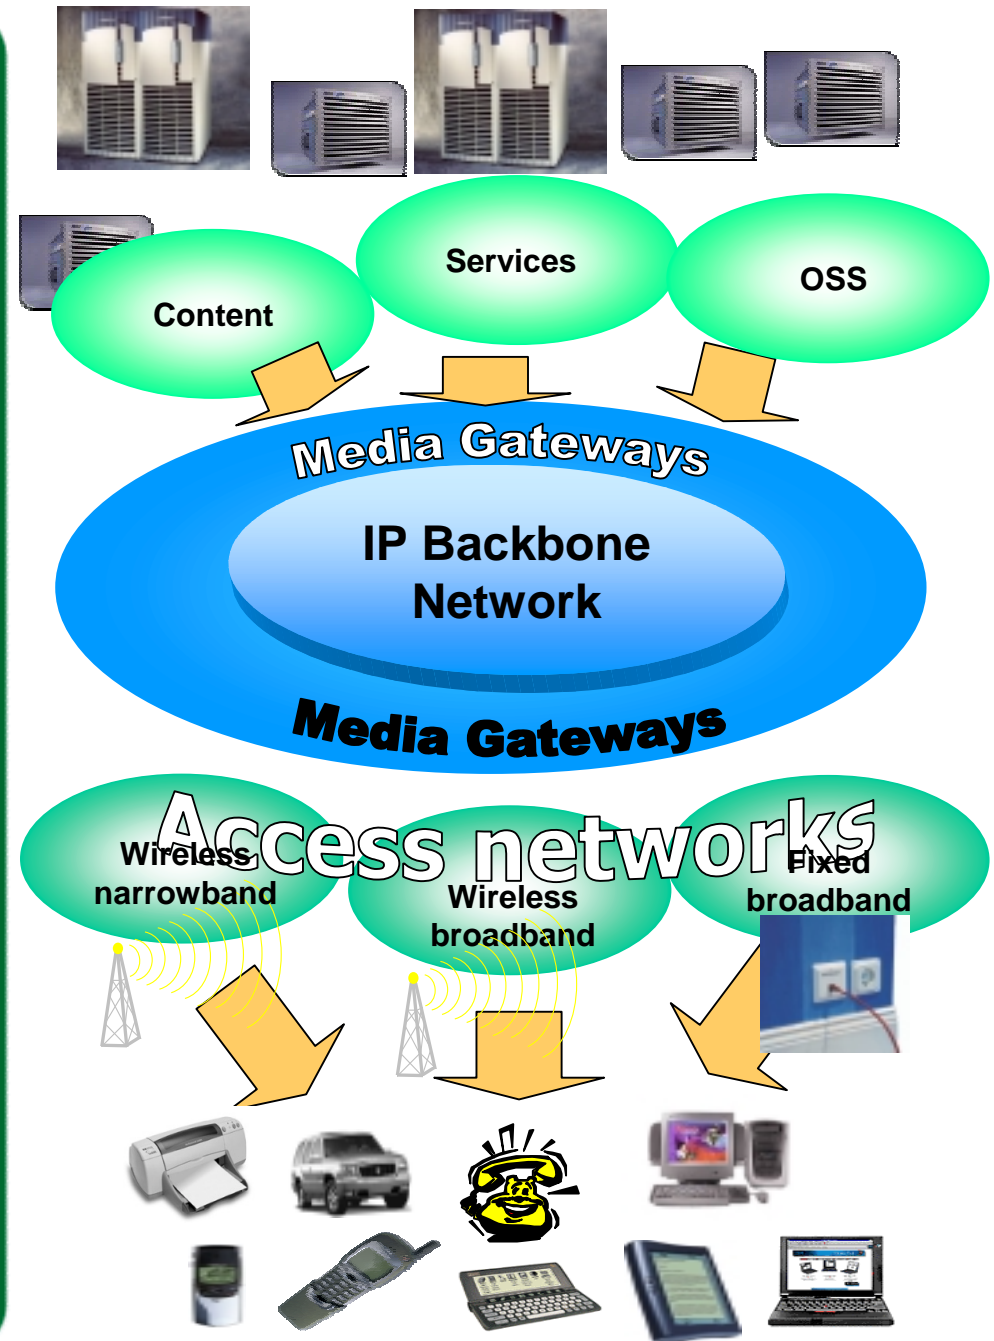 Services
OSS
Content
Media Gateways
IP Backbone
Network
Media Gateways
Access networks
Wireless
narrowband
Wireless
broadband
Fixed
broadband